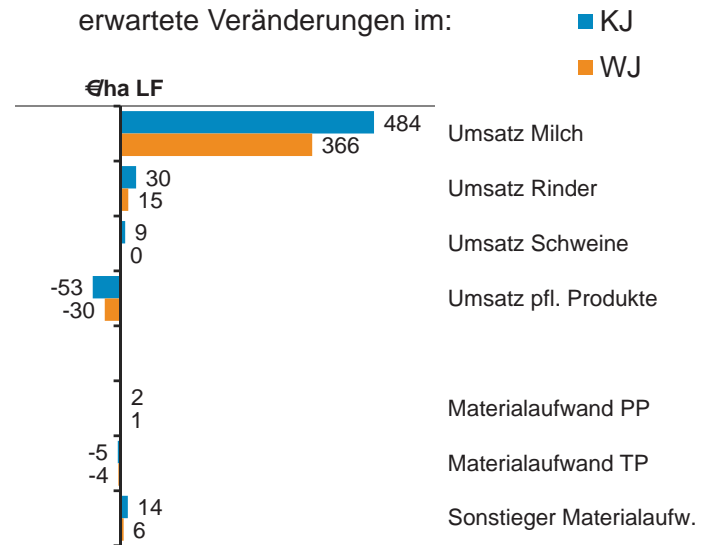 erwartete Veränderungen im:
KJ
WJ
€/ha LF
484
366
Umsatz Milch
30
15
Umsatz Rinder
9
0
Umsatz Schweine
-53
-30
Umsatz pfl. Produkte
2
1
Materialaufwand PP
-5
-4
Materialaufwand TP
14
6
Sonstieger Materialaufw.